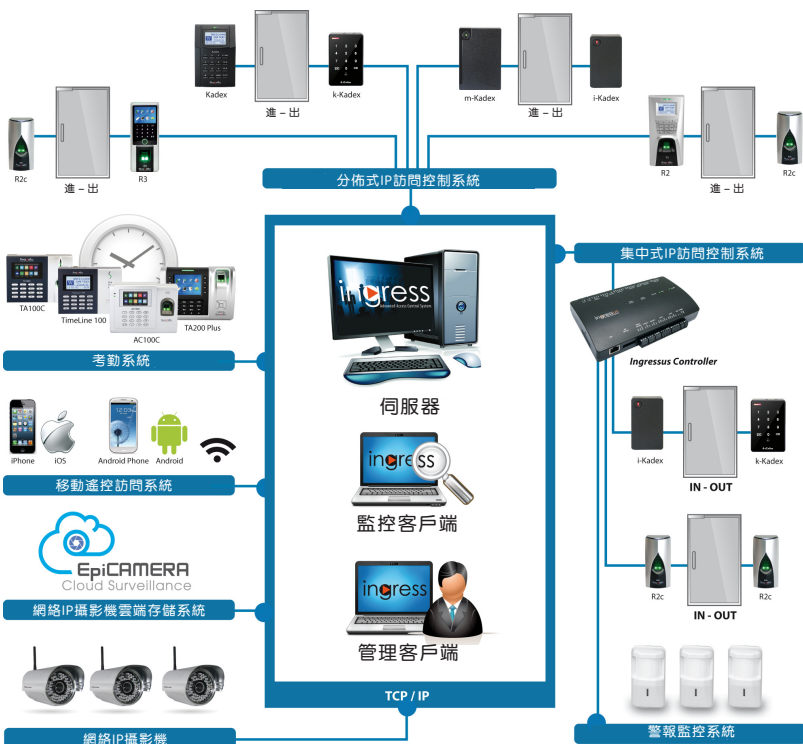 Kadex
k-Kadex
進 – 出
m-Kadex
i-Kadex
進 – 出
R2c
R3
進 – 出
R2
R2c
進 – 出
分佈式IP訪問控制系統
TA100C
TimeLine 100
AC100C
TA200 Plus
考勤系統
iPhone
iOS
Android Phone
Android
移動遙控訪問系統
EpiCAMERA
Cloud Surveillance
網絡IP攝影機雲端存儲系統
網絡IP攝影機
ingress
Advanced Access Control System
伺服器
ingress
監控客戶端
ingress
管理客戶端
TCP / IP
集中式IP訪問控制系統
Ingressus Controller
i-Kadex
k-Kadex
IN - OUT
R2c
R2c
IN - OUT
警報監控系統